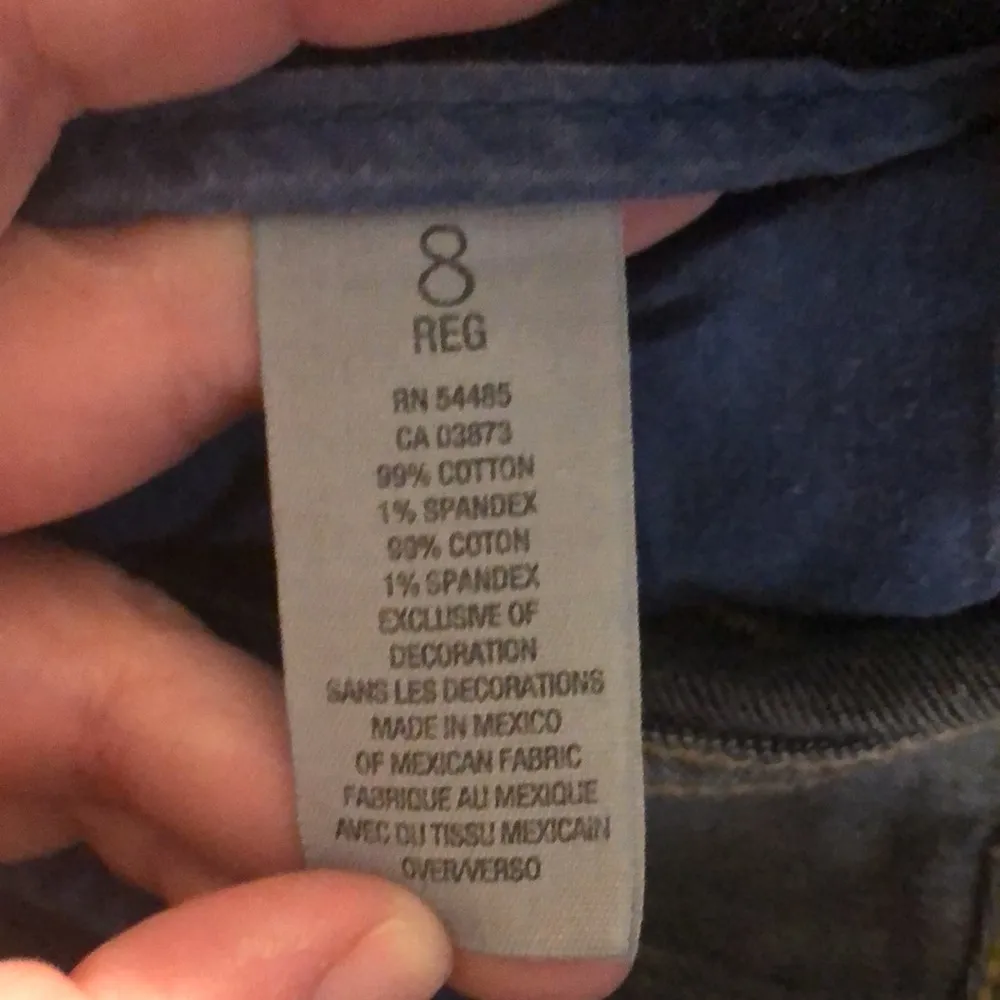 8
REG
RN 54485
CA 03873
99% COTTON
1% SPANDEX
99% COTON
1% SPANDEX
EXCLUSIVE OF
DECORATION
SANS LES DECORATIONS
MADE IN MEXICO
OF MEXICAN FABRIC
FABRIQUE AU MEXIQUE
AVEC DU TISSU MEXICAIN
OVER/VERSO